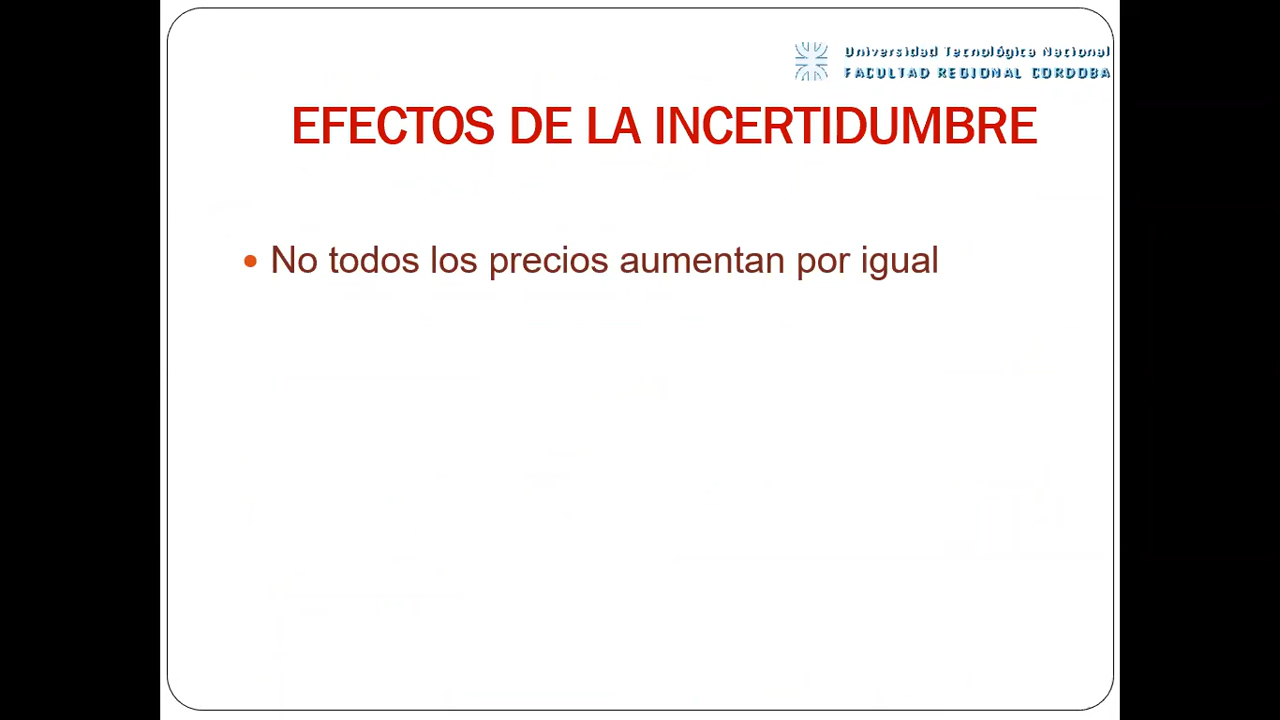 Universidad Tecnológica Nacional
FACULTAD REGIONAL CORDOBA
EFECTOS DE LA INCERTIDUMBRE
• No todos los precios aumentan por igual